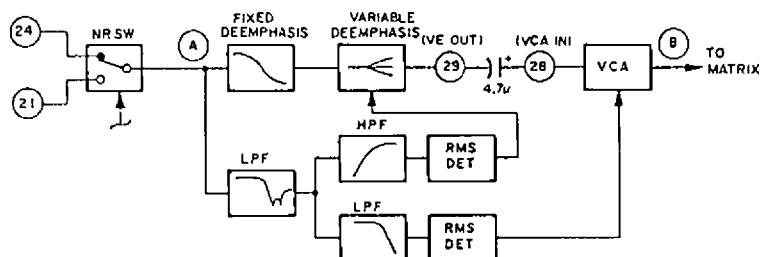 24
NR SW
A
FIXED
DEEMPHASIS
VARIABLE
DEEMPHASIS
(VE OUT)
(VCA IN)
29
+
4.7μ
28
VCA
B
TO
MATRIX
21
LPF
HPF
RMS
DET
LPF
RMS
DET